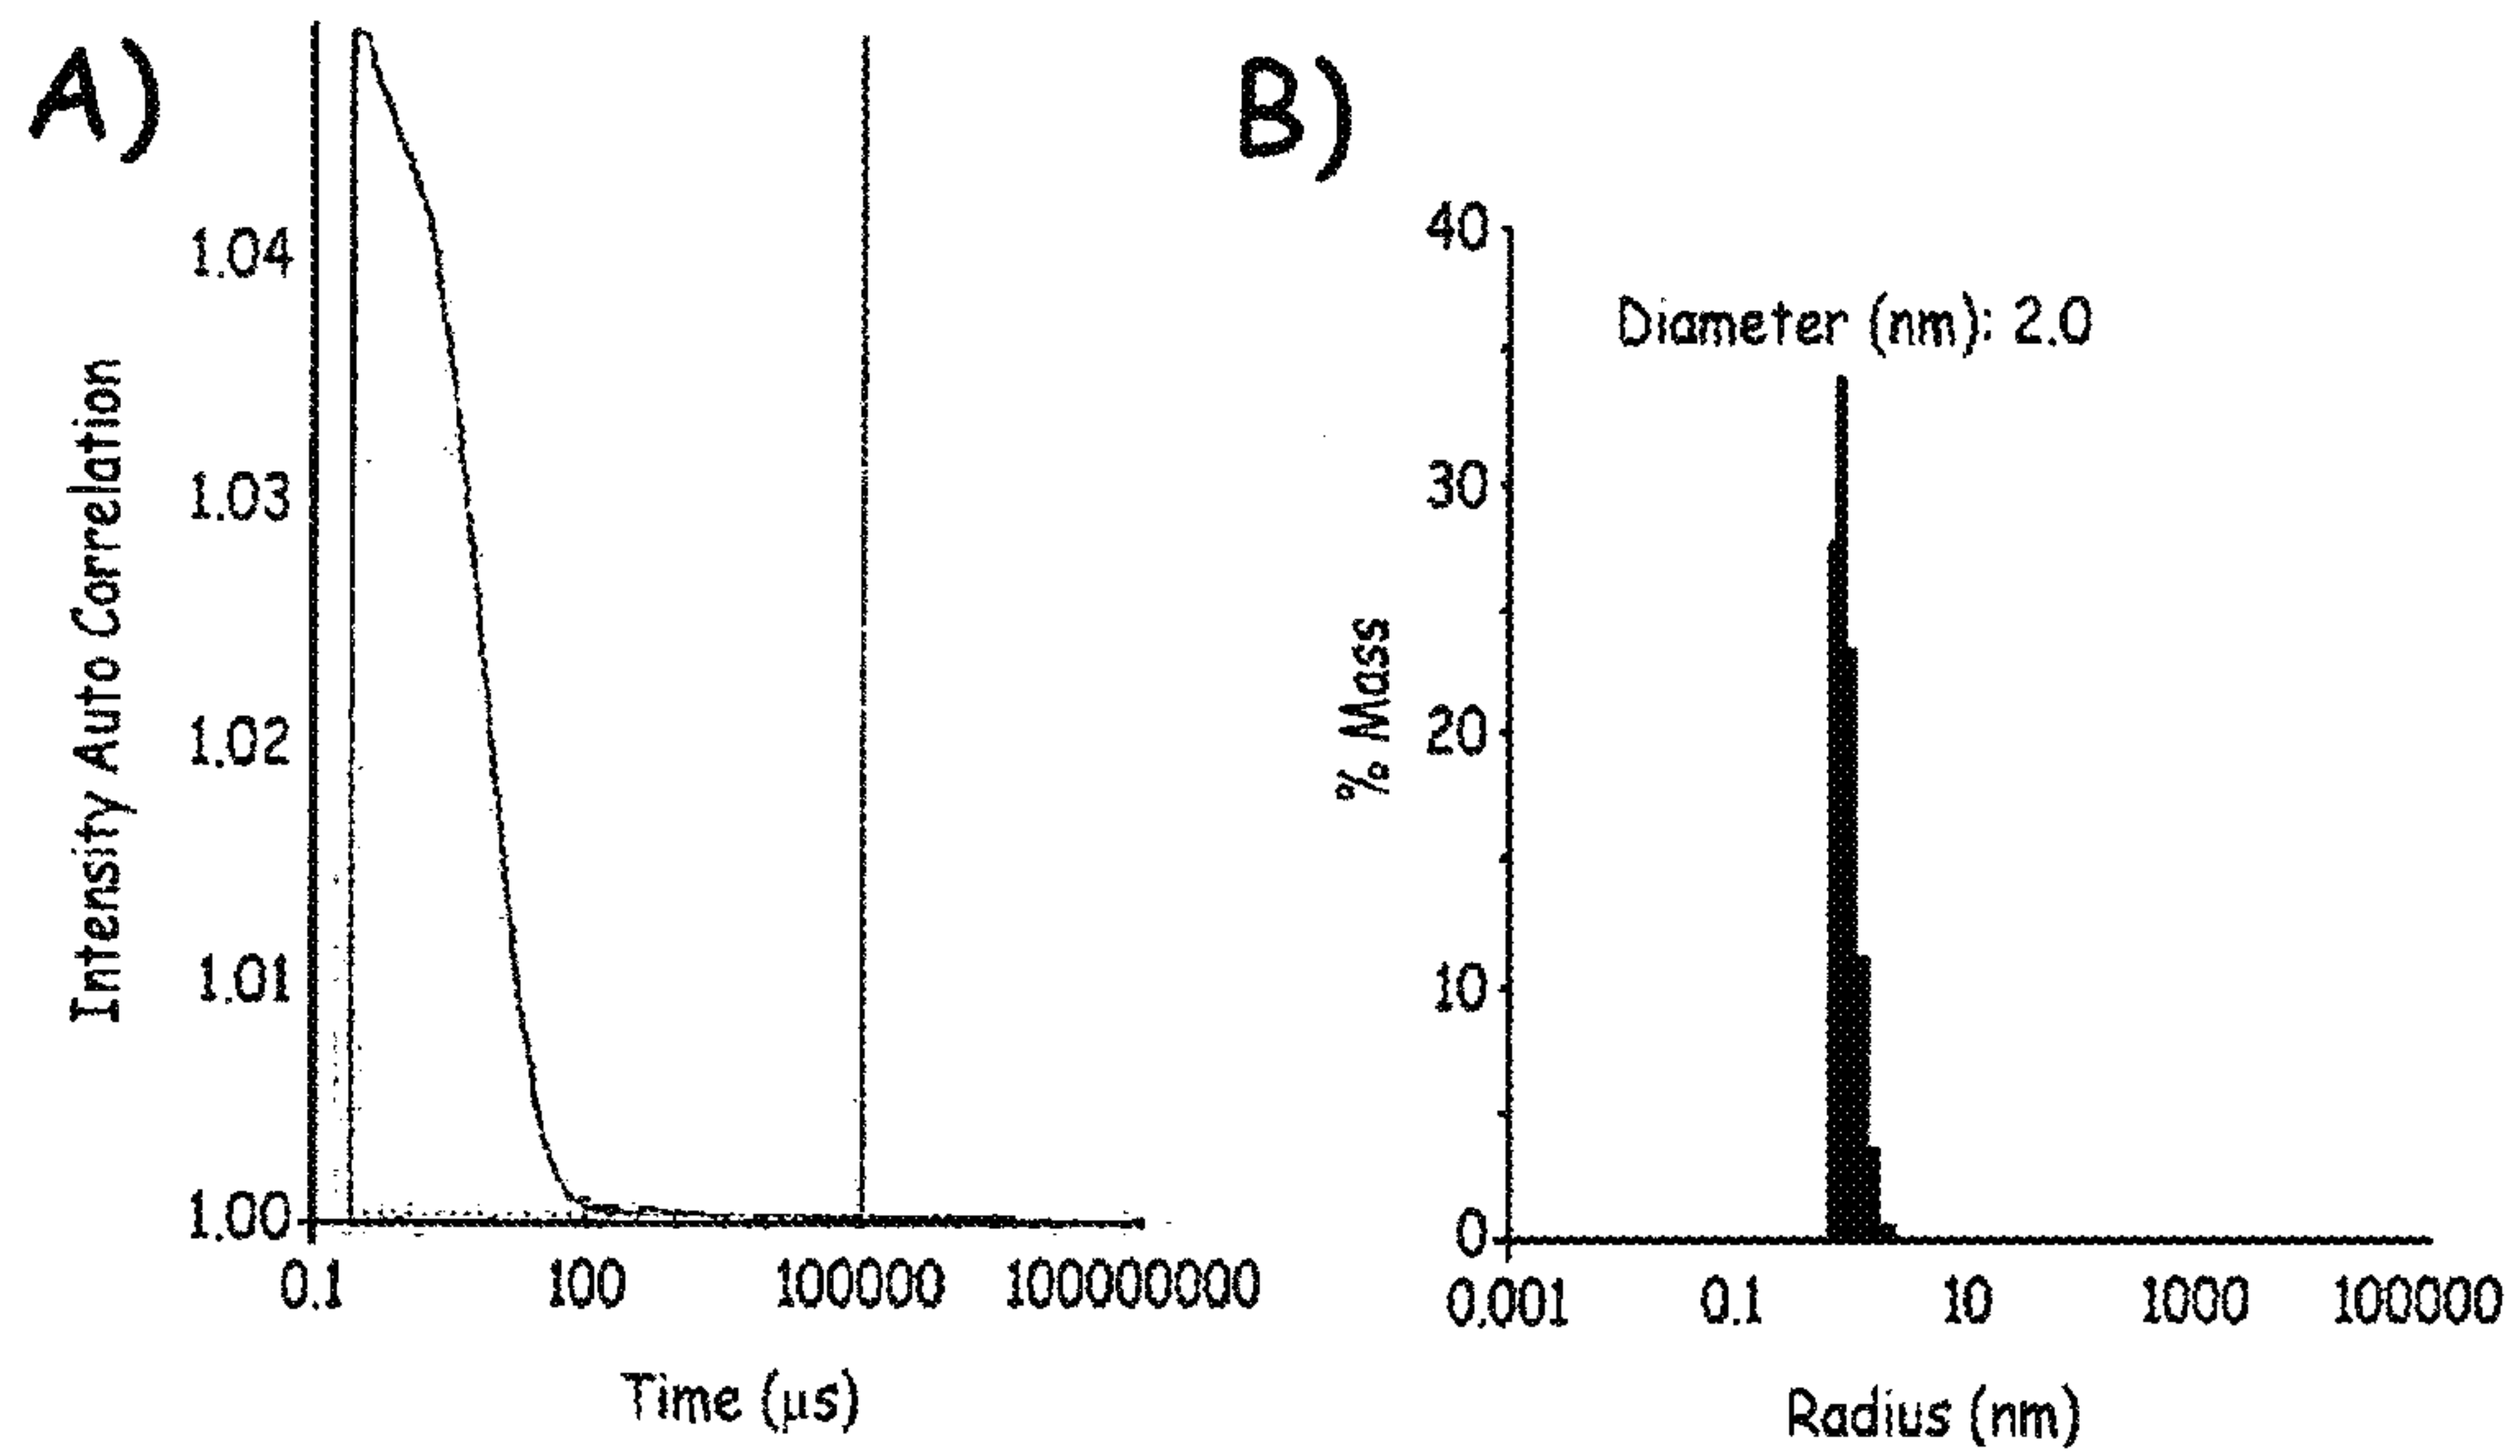 A)
Intensity Auto Correlation
1.04
1.03
1.02
1.01
1.00
0.1 100 100000 100000000
Time (µs)
B)
% Mass
40
30
20
10
0
Diameter (nm): 2.0
0.001 0.1 10 1000 100000
Radius (nm)